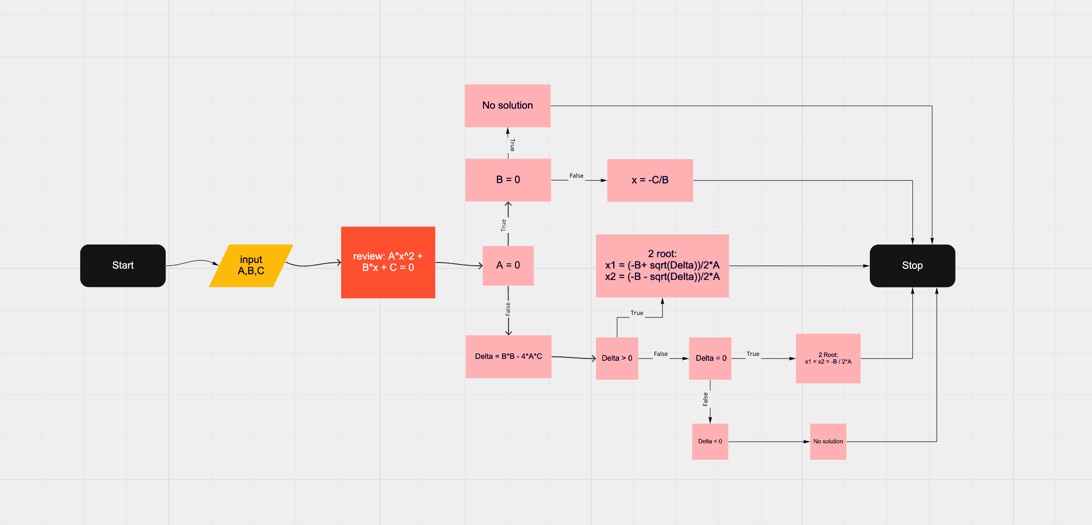 No solution
True
B = 0
False
x = -C/B
True
Start
input
A,B,C
review: A*x^2 +
B*x + C = 0
A = 0
2 root:
x1 = (-B+ sqrt(Delta))/2*A
x2 = (-B - sqrt(Delta))/2*A
Stop
False
True
Delta = B*B - 4*A*C
Delta > 0
False
Delta = 0
True
2 Root:
x1 = x2 = -B / 2*A
False
Delta < 0
No solution